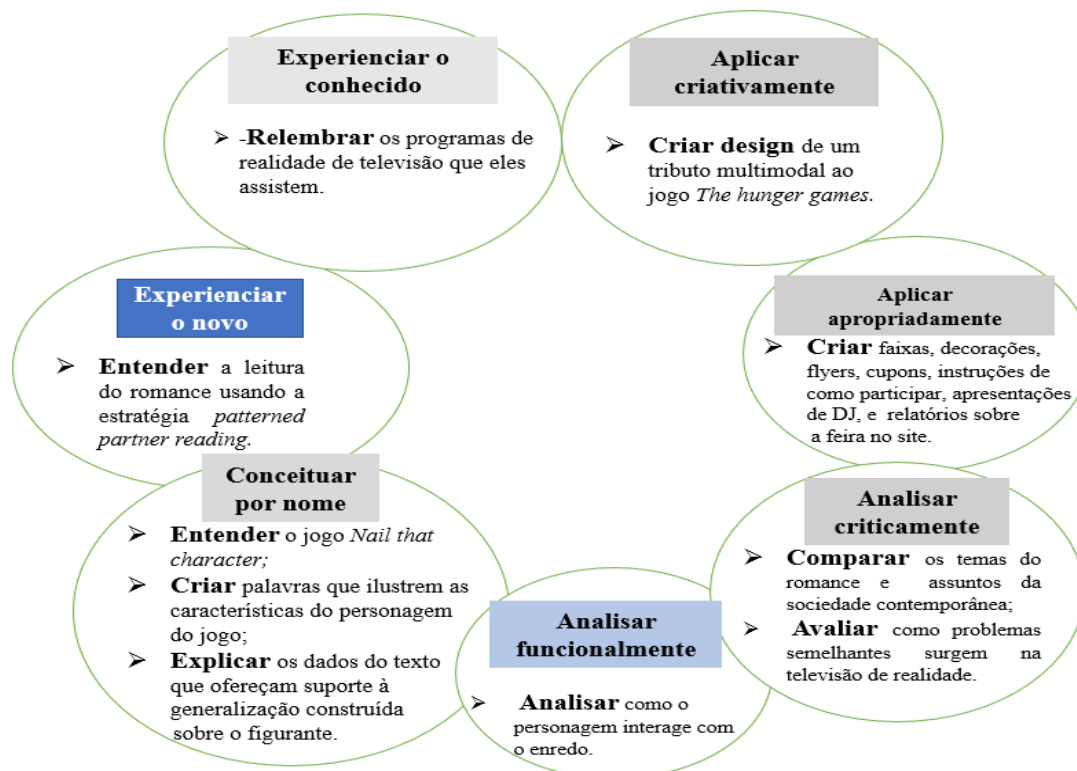 Experienciar o
conhecido
➢ -Relembrar os programas de
realidade de televisão que eles
assistem.
Aplicar
criativamente
➢ Criar design de um
tributo multimodal ao
jogo The hunger games.
Experienciar
o novo
➢ Entender a leitura
do romance usando a
estratégia patterned
partner reading.
Aplicar
apropriadamente
➢ Criar faixas, decorações,
flyers, cupons, instruções de
como participar, apresentações
de DJ, e relatórios sobre
a feira no site.
Conceituar
por nome
➢ Entender o jogo Nail that
character;
➢ Criar palavras que ilustrem as
características do personagem
do jogo;
➢ Explicar os dados do texto
que ofereçam suporte à
generalização construída
sobre o figurante.
Analisar
funcionalmente
➢ Analisar como o
personagem interage com
o enredo.
Analisar
criticamente
➢ Comparar os temas do
romance e assuntos da
sociedade contemporânea;
➢ Avaliar como problemas
semelhantes surgem na
televisão de realidade.